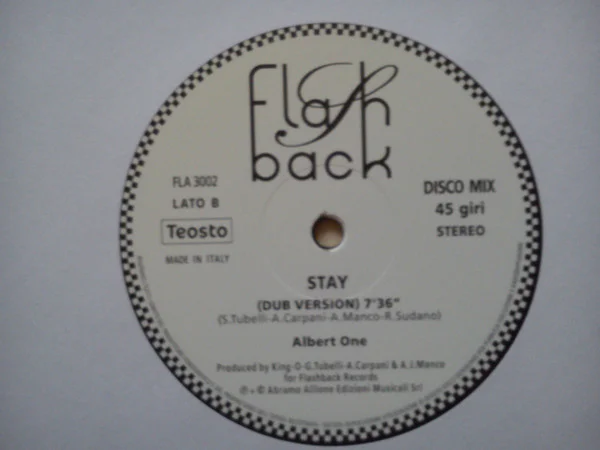 Flash
back
FLA 3002
LATO B
Teosto
MADE IN ITALY
DISCO MIX
45 giri
STEREO
STAY
(DUB VERSION) 7'36"
(S.Tubelli-A.Carpani-A.Manco-R.Sudano)
Albert One
Produced by King-O-G.Tubelli-A.Carpani & A.J.Manco
for Flashback Records
℗ + © Abramo Allione Edizioni Musicali Srl